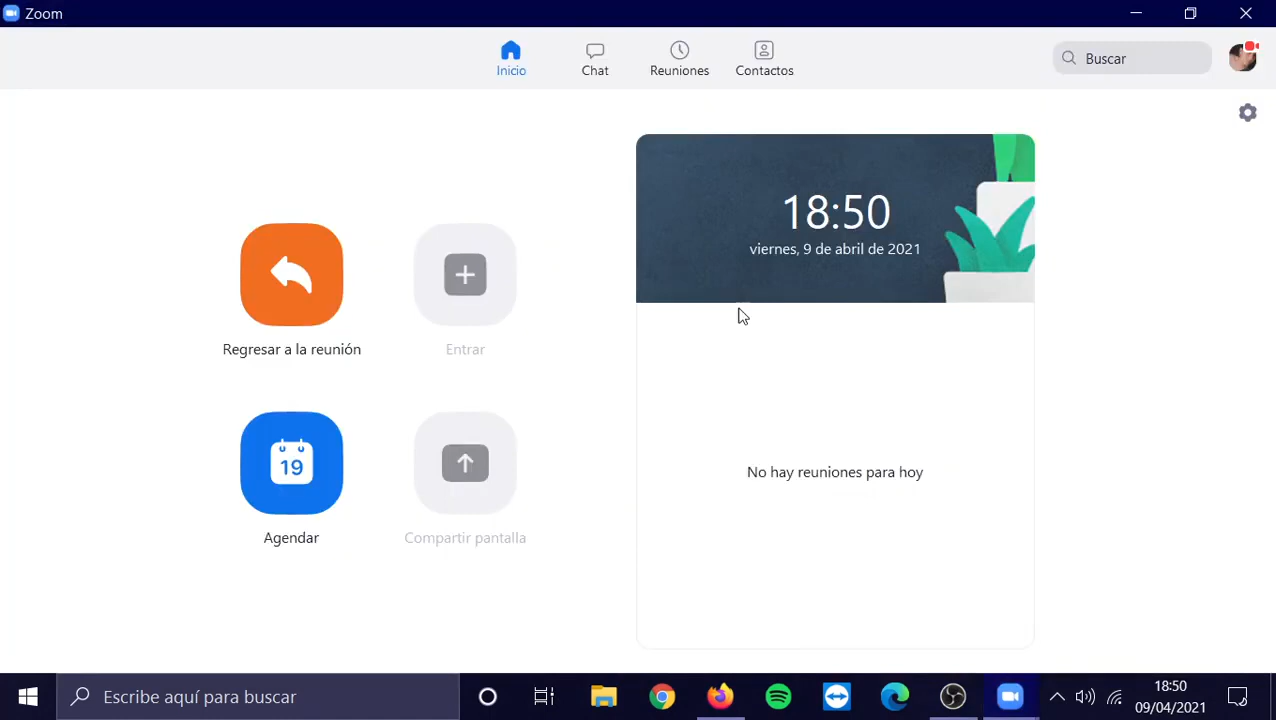 Zoom
Inicio
Chat
Reuniones
Contactos
Buscar
18:50
viernes, 9 de abril de 2021
Regresar a la reunión
Entrar
19
Agendar
Compartir pantalla
No hay reuniones para hoy
Escribe aquí para buscar
18:50
09/04/2021